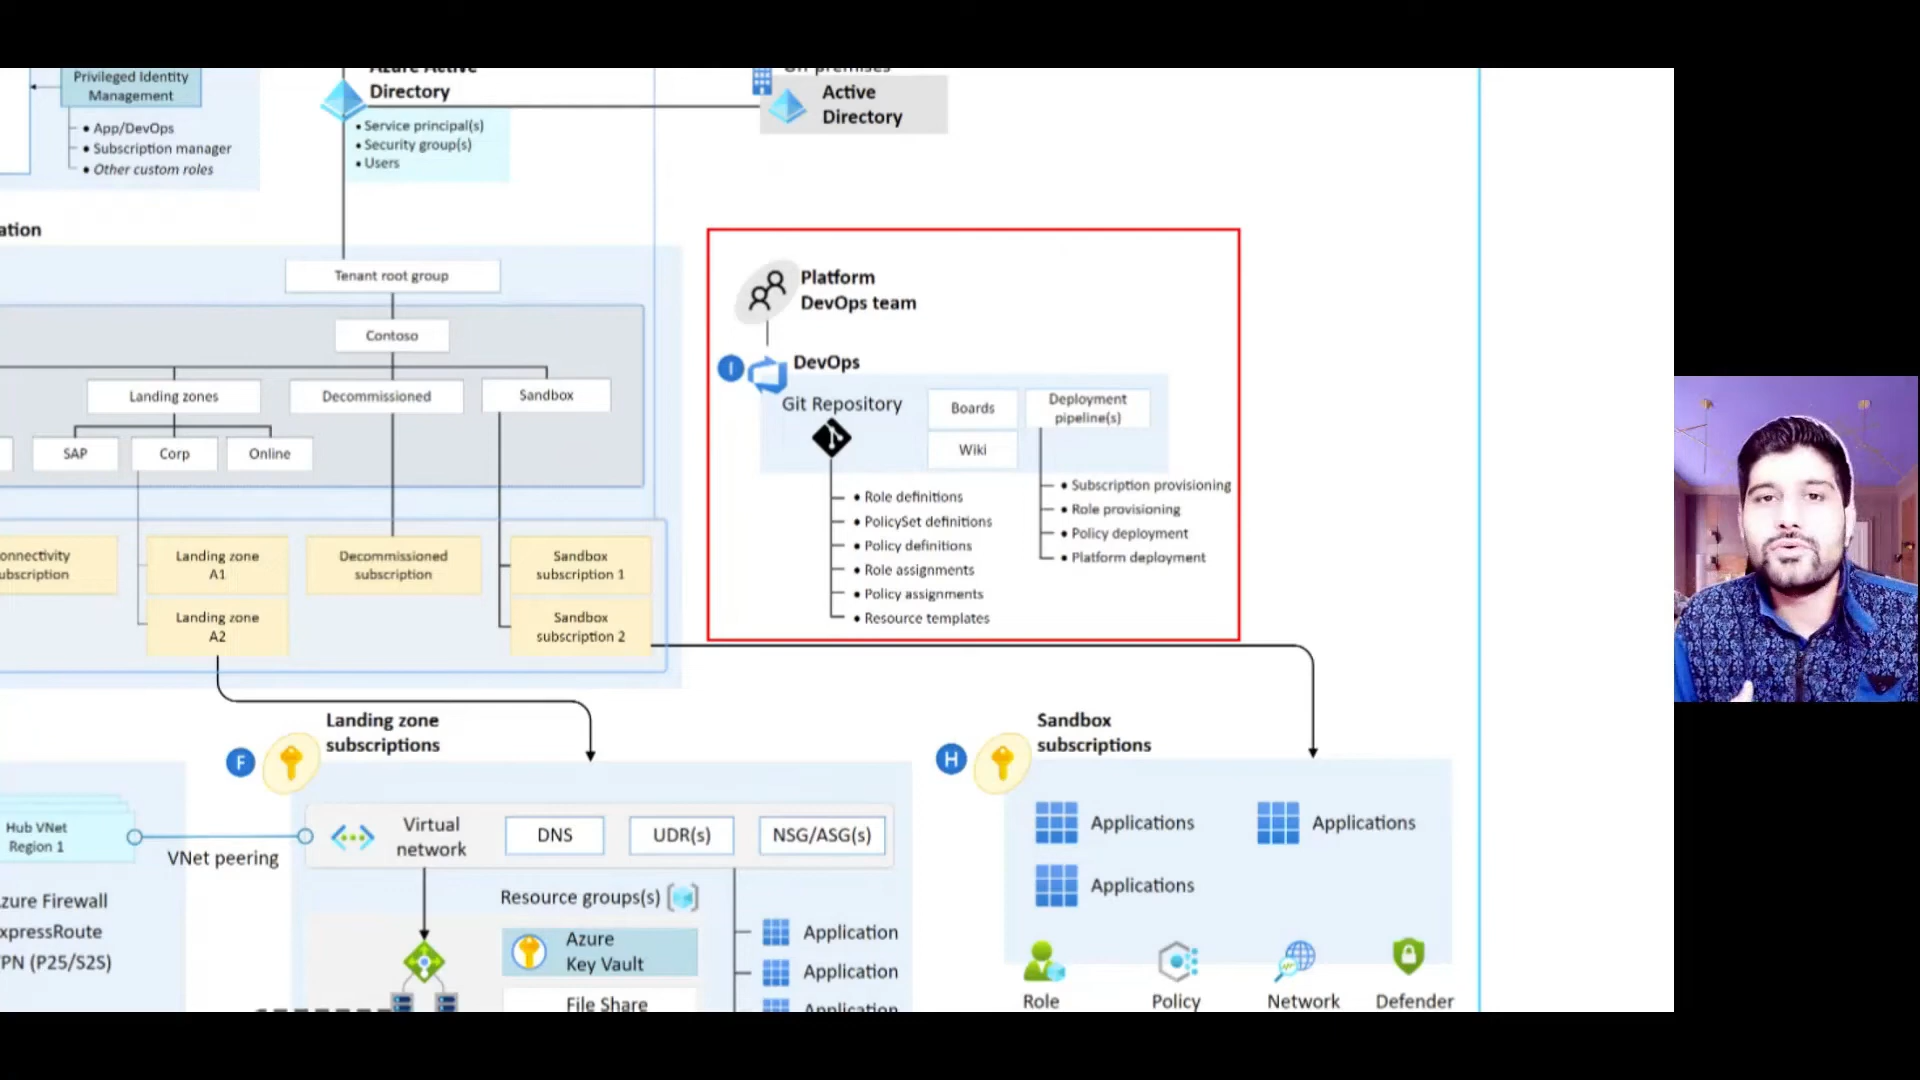 Privileged Identity
Management
App/DevOps
Subscription manager
Other custom roles
Azure Active
Directory
Service principal(s)
Security group(s)
Users
On-premises
Active
Directory
ation
Tenant root group
Contoso
Landing zones
Decommissioned
Sandbox
SAP
Corp
Online
onnectivity
ubscription
Landing zone
A1
Landing zone
A2
Decommissioned
subscription
Sandbox
subscription 1
Sandbox
subscription 2
Platform
DevOps team
I
DevOps
Git Repository
Boards
Wiki
Deployment
pipeline(s)
Role definitions
PolicySet definitions
Policy definitions
Role assignments
Policy assignments
Resource templates
Subscription provisioning
Role provisioning
Policy deployment
Platform deployment
F
Landing zone
subscriptions
Hub VNet
Region 1
VNet peering
Virtual
network
DNS
UDR(s)
NSG/ASG(s)
zure Firewall
xpressRoute
PN (P2S/S2S)
Resource groups(s)
Azure
Key Vault
File Share
Application
Application
Application
H
Sandbox
subscriptions
Applications
Applications
Applications
Role
Policy
Network
Defender